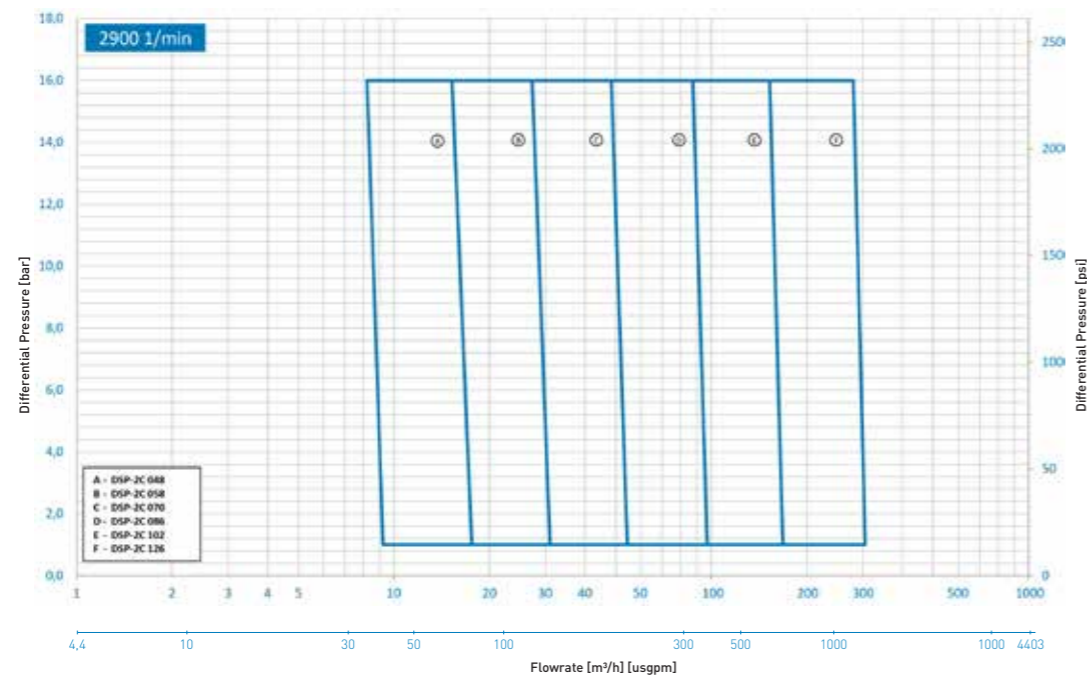 2900 1/min
18,0
16,0
14,0
12,0
10,0
8,0
6,0
4,0
2,0
0,0
Differential Pressure [bar]
250
200
150
100
50
0
Differential Pressure [psi]
A B C D E F
A - DSP-2C 048
B - DSP-2C 058
C - DSP-2C 070
D - DSP-2C 086
E - DSP-2C 102
F - DSP-2C 126
1 2 3 4 5 10 20 30 40 50 100 200 300 500 1000
4,4 10 30 50 100 300 500 1000 1000 4403
Flowrate [m³/h] [usgpm]